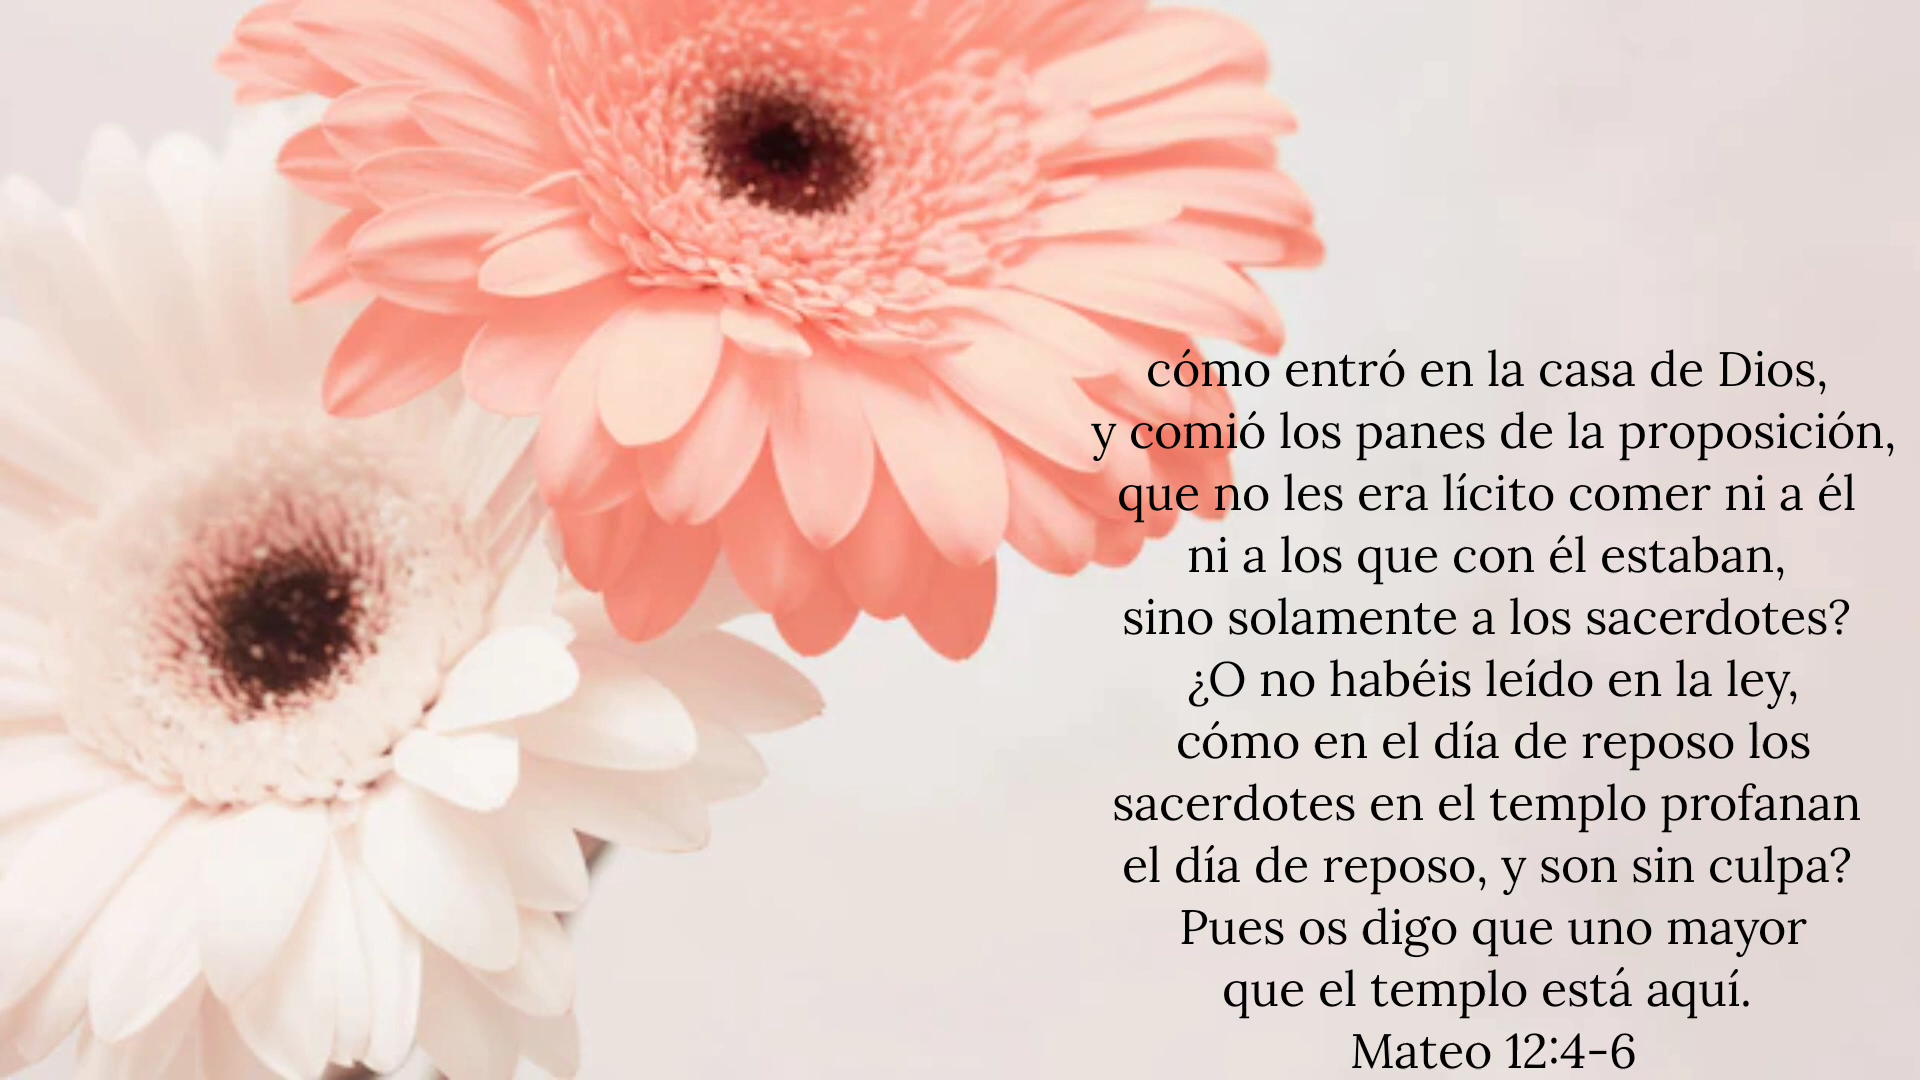 cómo entró en la casa de Dios,
y comió los panes de la proposición,
que no les era lícito comer ni a él
ni a los que con él estaban,
sino solamente a los sacerdotes?
¿O no habéis leído en la ley,
cómo en el día de reposo los
sacerdotes en el templo profanan
el día de reposo, y son sin culpa?
Pues os digo que uno mayor
que el templo está aquí.
Mateo 12:4-6